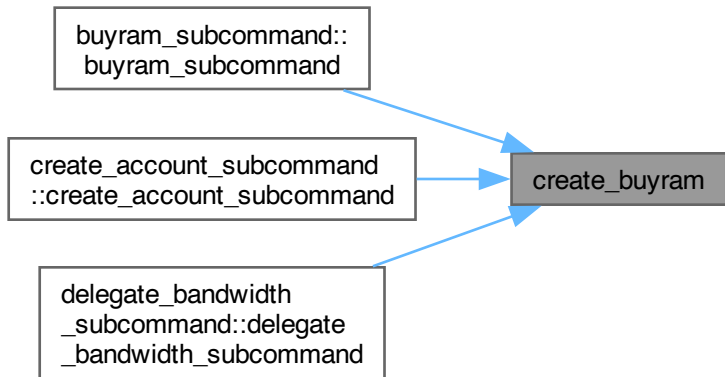 buyram_subcommand::
buyram_subcommand
create_account_subcommand
::create_account_subcommand
create_buyram
delegate_bandwidth
_subcommand::delegate
_bandwidth_subcommand